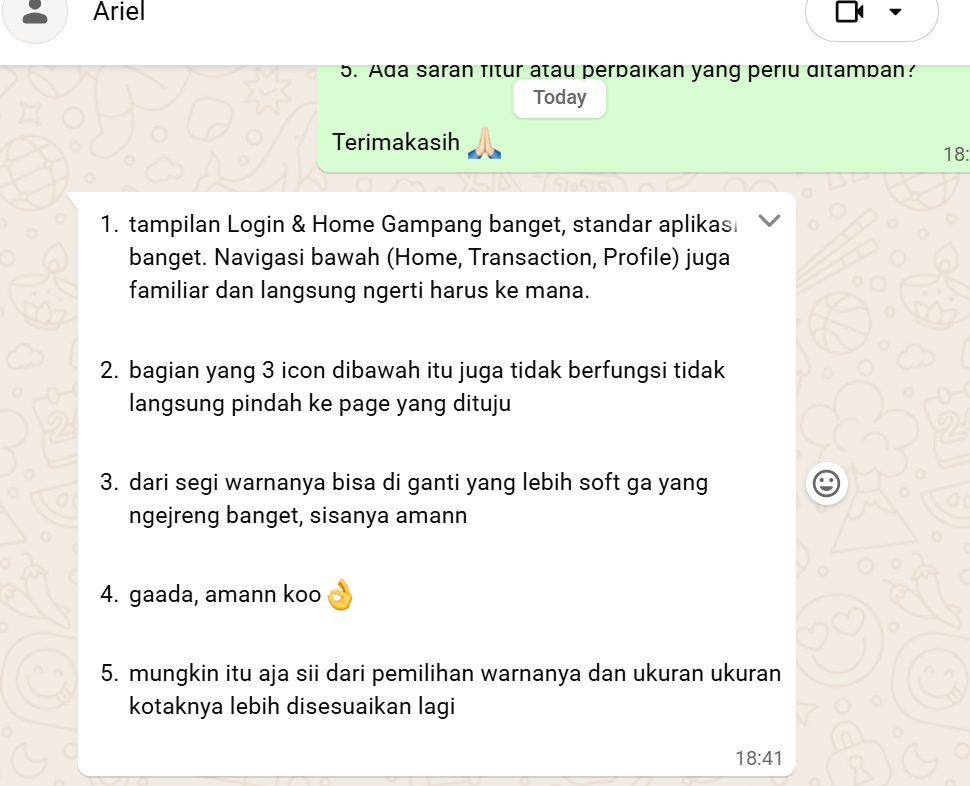 Ariel
5. Ada saran fitur atau perbaikan yang perlu ditambah?
Today
Terimakasih 🙏🏻
18:
1. tampilan Login & Home Gampang banget, standar aplikasi
banget. Navigasi bawah (Home, Transaction, Profile) juga
familiar dan langsung ngerti harus ke mana.
2. bagian yang 3 icon dibawah itu juga tidak berfungsi tidak
langsung pindah ke page yang dituju
3. dari segi warnanya bisa di ganti yang lebih soft ga yang
ngejreng banget, sisanya amann
4. gaada, amann koo👌
5. mungkin itu aja sii dari pemilihan warnanya dan ukuran ukuran
kotaknya lebih disesuaikan lagi
18:41